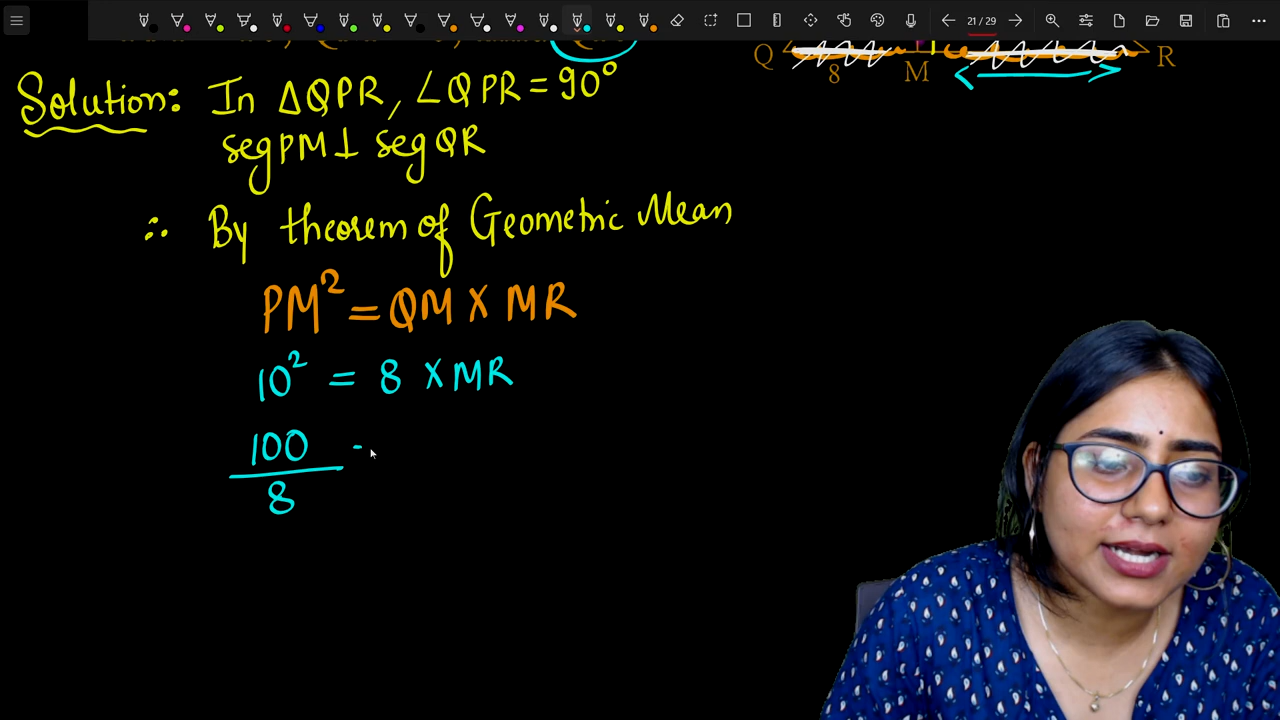 21 / 29
Q 8 M R
Solution: In ΔQPR, ∠QPR = 90°
seg PM ⊥ seg QR
∴ By theorem of Geometric Mean
PM² = QM X MR
10² = 8 X MR
100 -
8